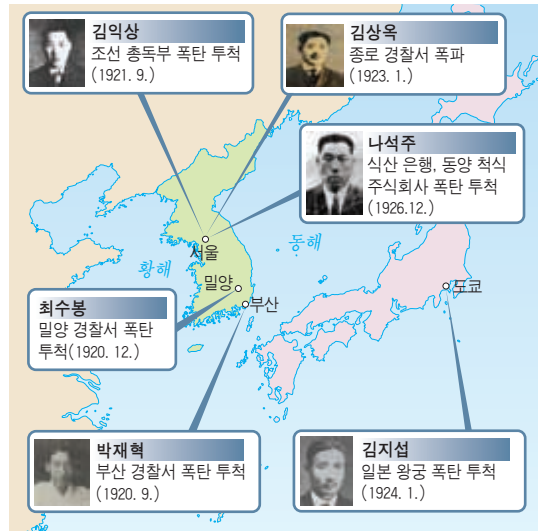 김익상
조선 총독부 폭탄 투척
(1921. 9.)
김상옥
종로 경찰서 폭파
(1923. 1.)
나석주
식산 은행, 동양 척식
주식회사 폭탄 투척
(1926.12.)
서울
동해
황해
밀양
부산
도쿄
최수봉
밀양 경찰서 폭탄
투척(1920. 12.)
박재혁
부산 경찰서 폭탄 투척
(1920. 9.)
김지섭
일본 왕궁 폭탄 투척
(1924. 1.)